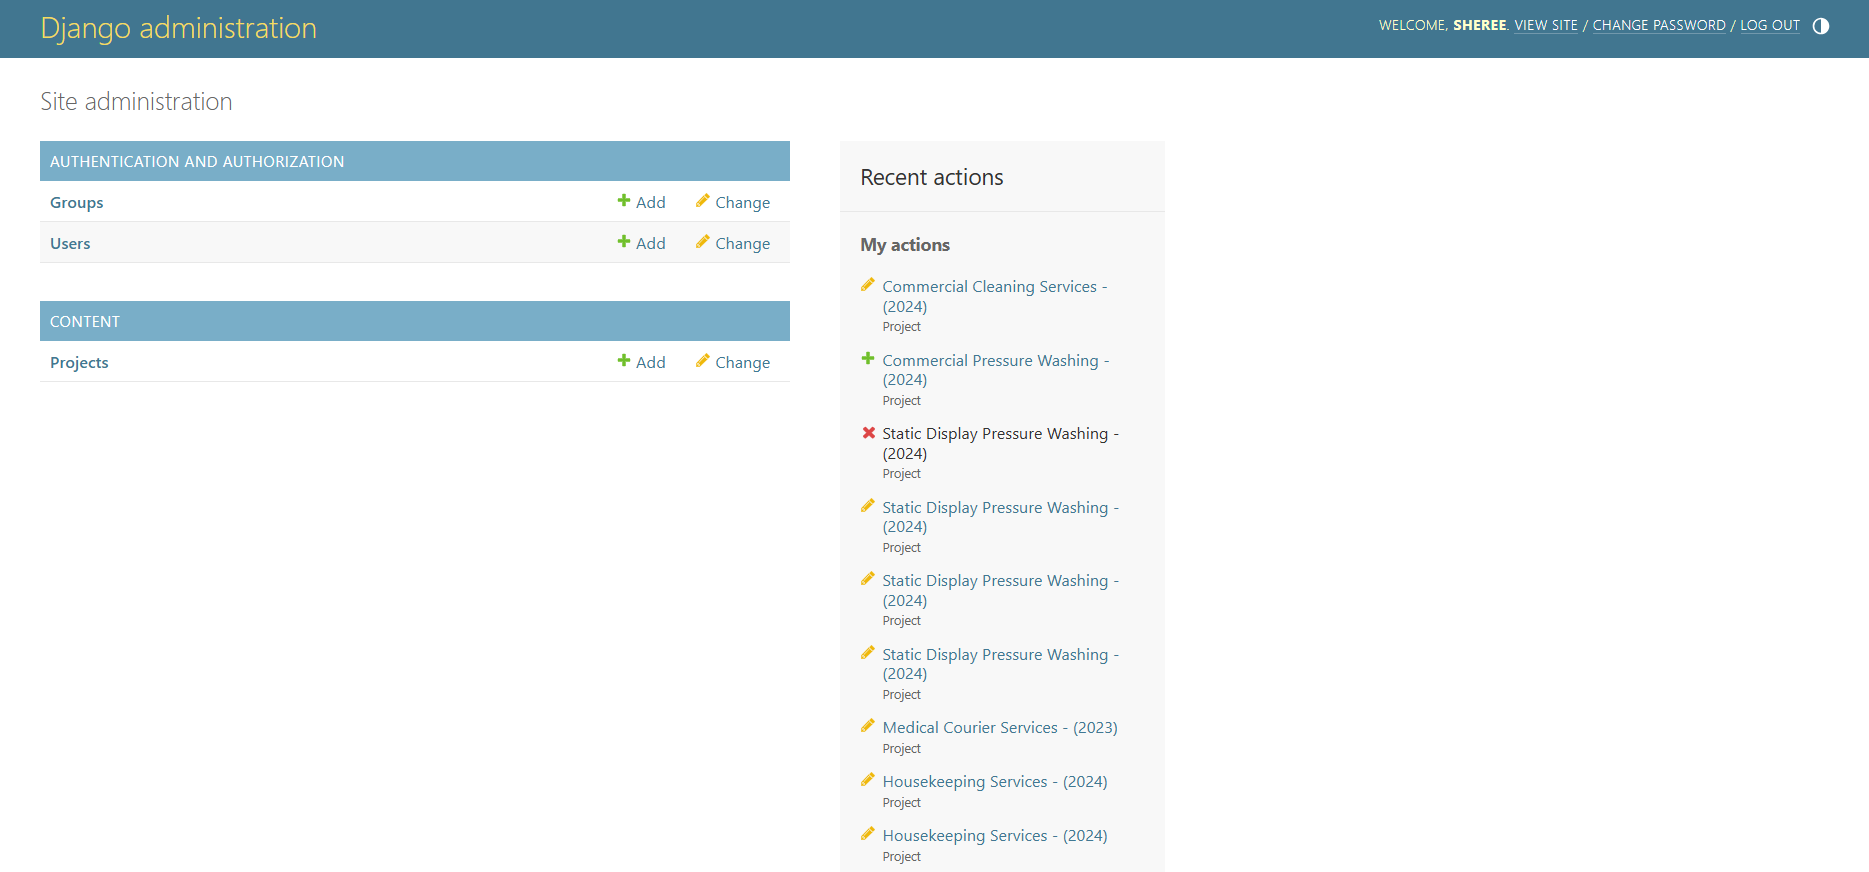 Django administration
WELCOME, SHEREE. VIEW SITE / CHANGE PASSWORD / LOG OUT
Site administration
AUTHENTICATION AND AUTHORIZATION
Groups Add Change
Users Add Change
CONTENT
Projects Add Change
Recent actions
My actions
Commercial Cleaning Services -
(2024)
Project
Commercial Pressure Washing -
(2024)
Project
Static Display Pressure Washing -
(2024)
Project
Static Display Pressure Washing -
(2024)
Project
Static Display Pressure Washing -
(2024)
Project
Static Display Pressure Washing -
(2024)
Project
Medical Courier Services - (2023)
Project
Housekeeping Services - (2024)
Project
Housekeeping Services - (2024)
Project